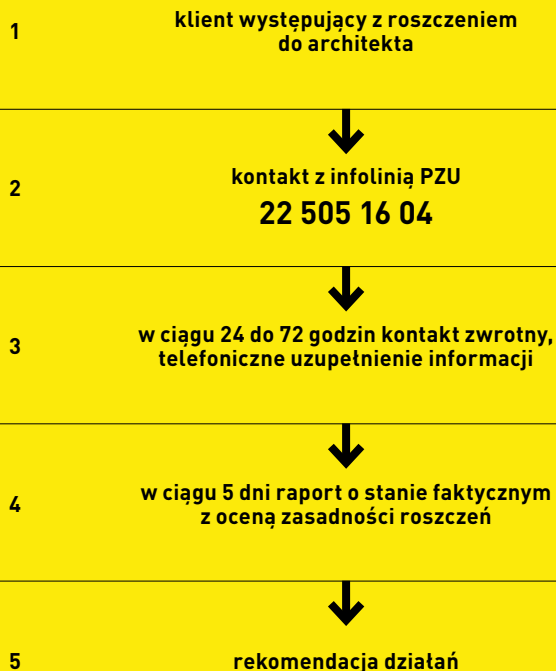 1
klient występujący z roszczeniem
do architekta
2
kontakt z infolinią PZU
22 505 16 04
3
w ciągu 24 do 72 godzin kontakt zwrotny,
telefoniczne uzupełnienie informacji
4
w ciągu 5 dni raport o stanie faktycznym
z oceną zasadności roszczeń
5
rekomendacja działań